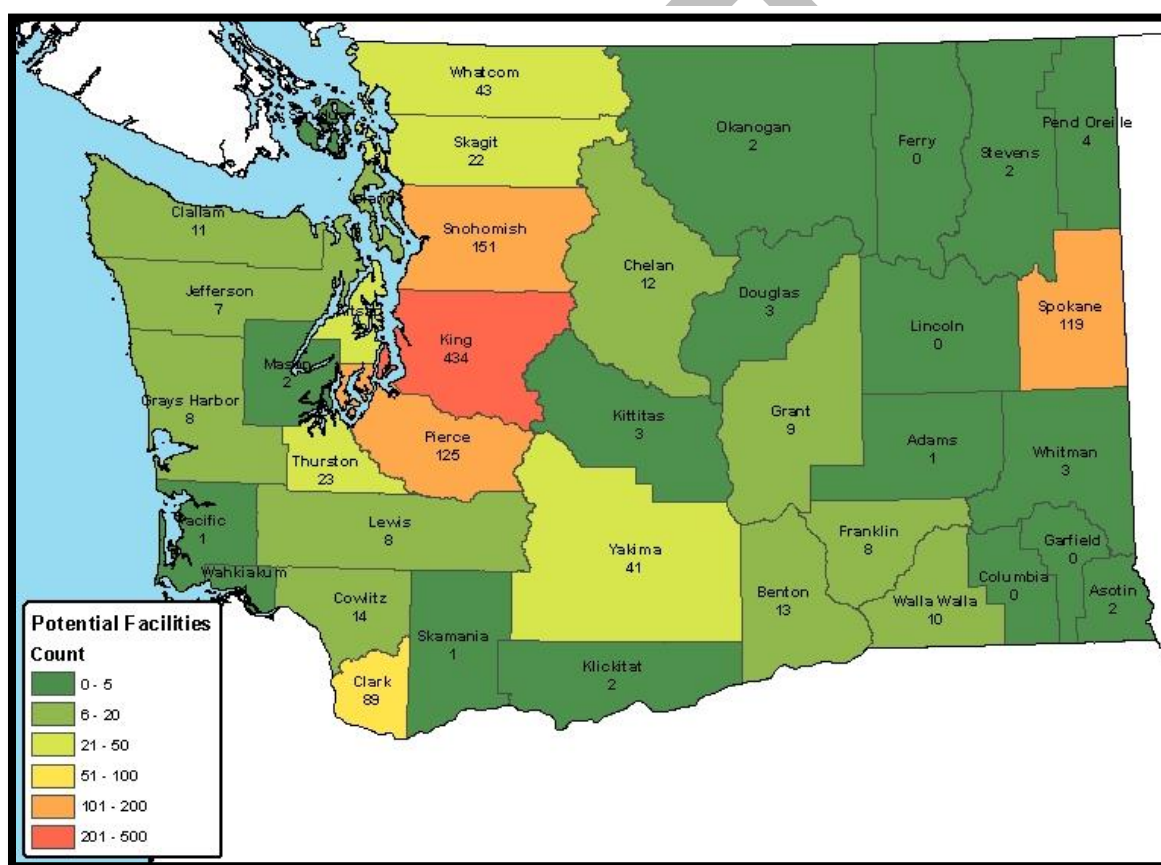 Whatcom
43
Skagit
22
Okanogan
2
Ferry
0
Stevens
2
Pend Oreille
4
Island
Clallam
11
Snohomish
151
Jefferson
7
Chelan
12
Douglas
3
Lincoln
0
Spokane
119
King
434
Mason
2
Grays Harbor
8
Kittitas
3
Grant
9
Adams
1
Whitman
3
Pierce
125
Thurston
23
Pacific
1
Lewis
8
Yakima
41
Franklin
8
Garfield
0
Wahkiakum
Benton
13
Walla Walla
10
Columbia
0
Asotin
2
Cowlitz
14
Skamania
1
Klickitat
2
Clark
89
Potential Facilities
Count
0 - 5
6 - 20
21 - 50
51 - 100
101 - 200
201 - 500